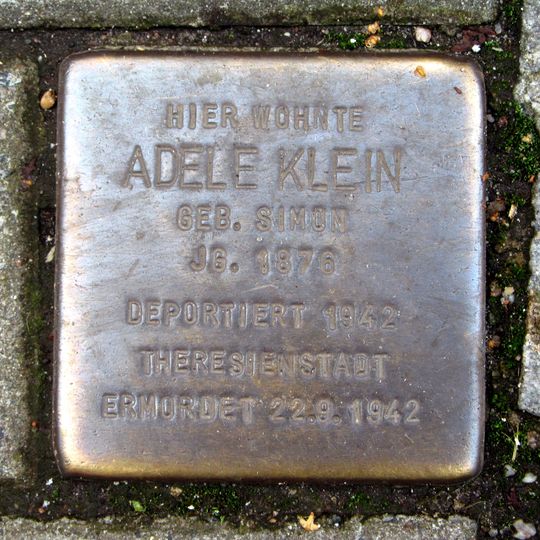 HIER WOHNTE
ADELE KLEIN
GEB. SIMON
JG. 1876
DEPORTIERT 1942
THERESIENSTADT
ERMORDET 22.9.1942